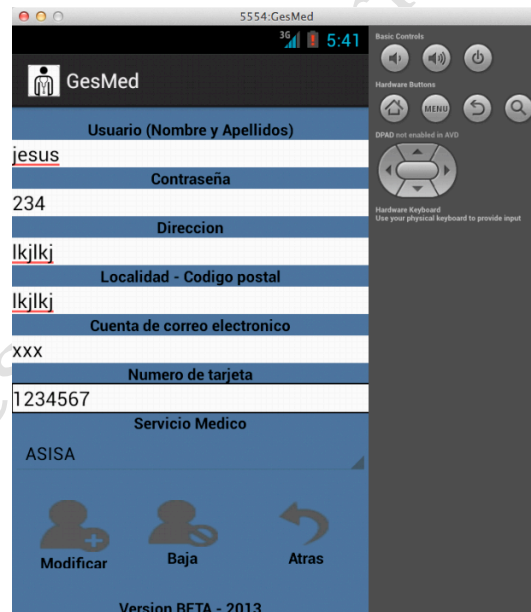 5554:GesMed
3G 5:41
GesMed
Usuario (Nombre y Apellidos)
jesus
Contraseña
234
Direccion
lkjlkj
Localidad - Codigo postal
lkjlkj
Cuenta de correo electronico
xxx
Numero de tarjeta
1234567
Servicio Medico
ASISA
Modificar Baja Atras
Version BETA - 2013
Basic Controls
Hardware Buttons
MENU
DPAD not enabled in AVD
Hardware Keyboard
Use your physical keyboard to provide input